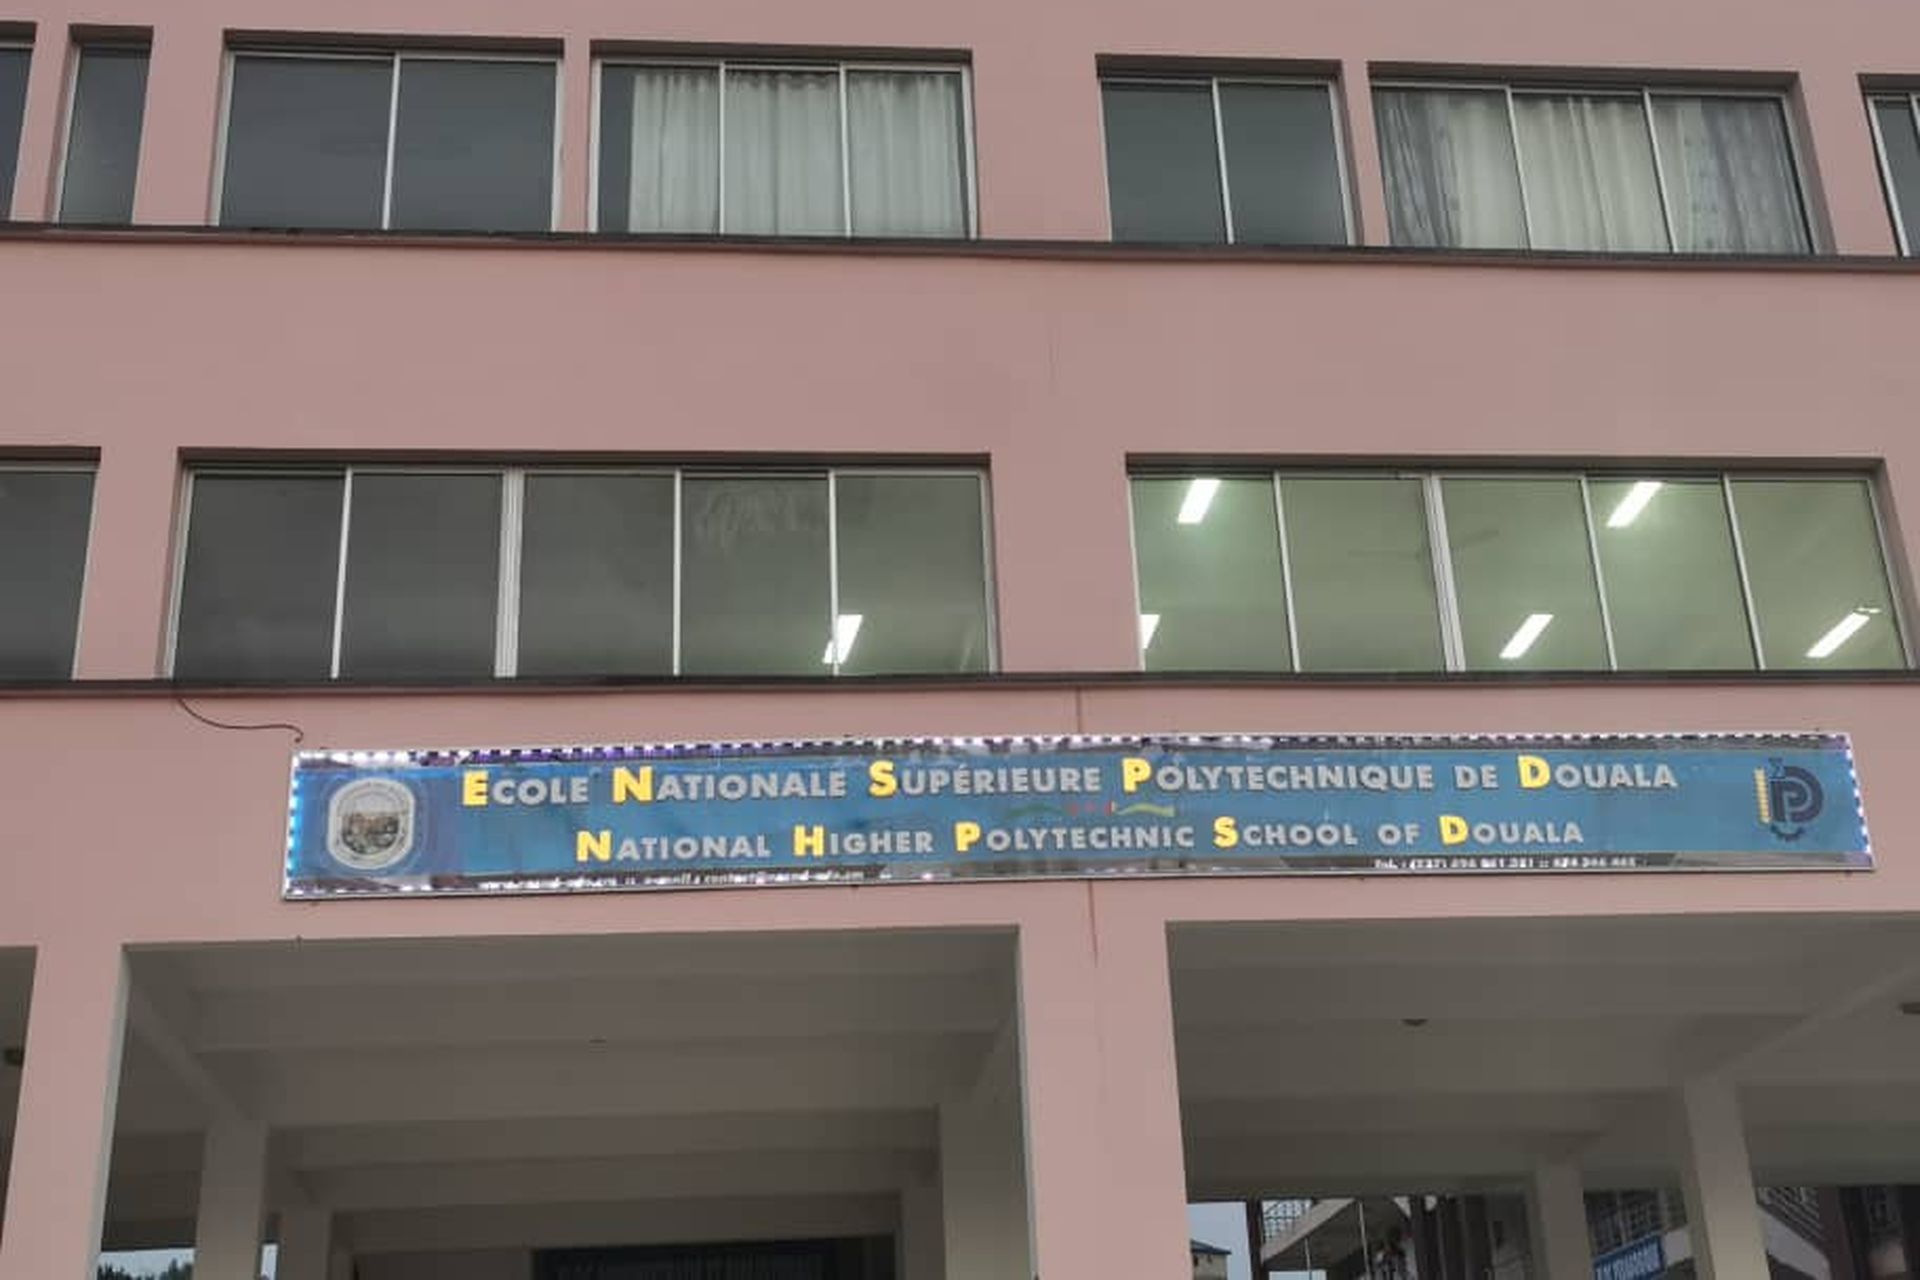 ECOLE NATIONALE SUPÉRIEURE POLYTECHNIQUE DE DOUALA
NATIONAL HIGHER POLYTECHNIC SCHOOL OF DOUALA